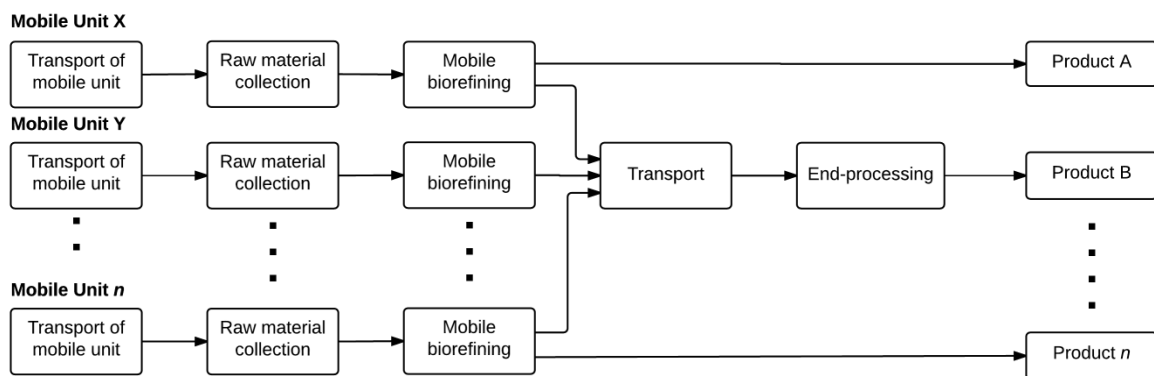 Mobile Unit X
Transport of
mobile unit
Raw material
collection
Mobile
biorefining
Product A
Mobile Unit Y
Transport of
mobile unit
Raw material
collection
Mobile
biorefining
Transport
End-processing
Product B
Mobile Unit n
Transport of
mobile unit
Raw material
collection
Mobile
biorefining
Product n